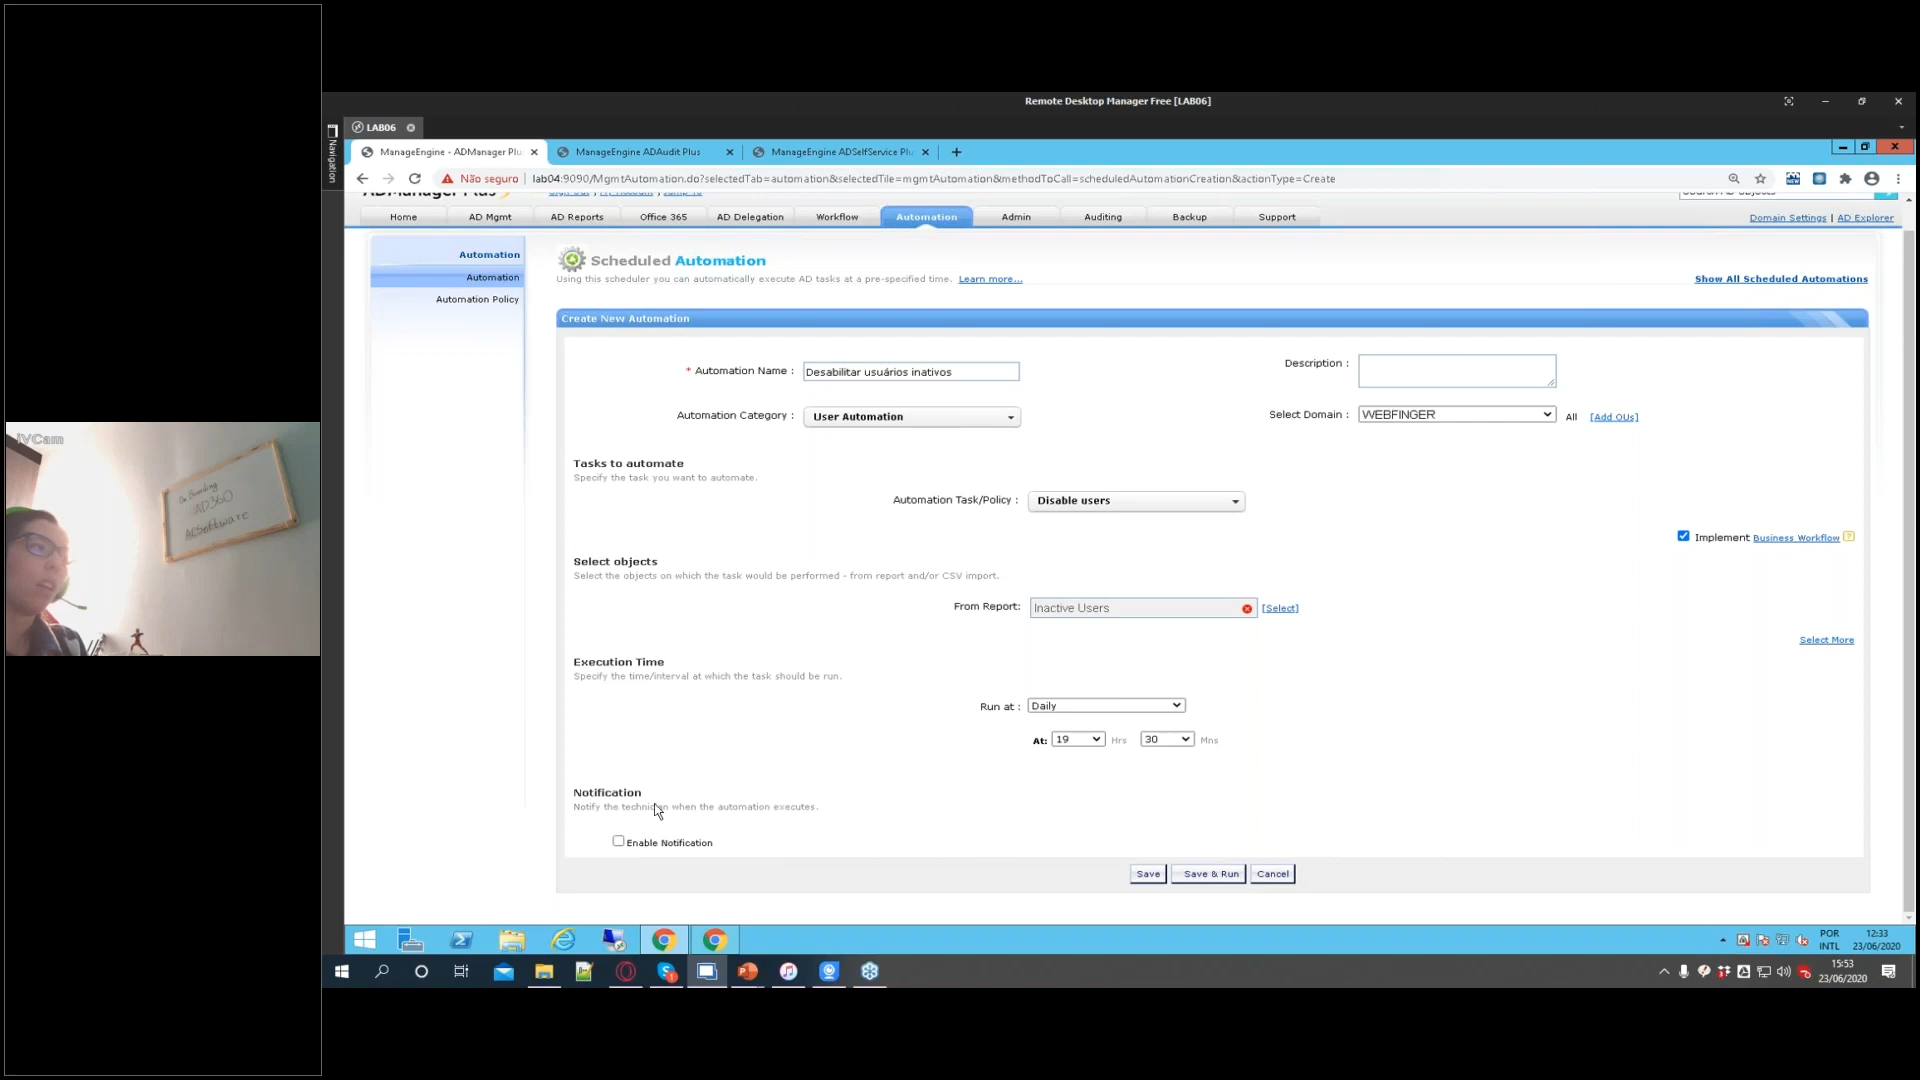 Remote Desktop Manager Free [LAB06]
LAB06
Navigation
ManageEngine - ADManager Plu
ManageEngine ADAudit Plus
ManageEngine ADSelfService Plu
Não seguro
lab04:9090/MgmtAutomation.do?selectedTab=automation&selectedTile=mgmtAutomation&methodToCall=scheduledAutomationCreation&actionType=Create
Home
AD Mgmt
AD Reports
Office 365
AD Delegation
Workflow
Automation
Admin
Auditing
Backup
Support
Domain Settings | AD Explorer
Automation
Automation
Automation Policy
Scheduled Automation
Using this scheduler you can automatically execute AD tasks at a pre-specified time. Learn more...
Show All Scheduled Automations
Create New Automation
* Automation Name : Desabilitar usuários inativos
Description :
Automation Category : User Automation
Select Domain : WEBFINGER All [Add OUs]
Tasks to automate
Specify the task you want to automate.
Automation Task/Policy : Disable users
Implement Business Workflow ?
Select objects
Select the objects on which the task would be performed - from report and/or CSV import.
From Report: Inactive Users [Select]
Select More
Execution Time
Specify the time/interval at which the task should be run.
Run at : Daily
At: 19 Hrs 30 Mns
Notification
Notify the technician when the automation executes.
Enable Notification
Save
Save & Run
Cancel
POR
INTL
12:33
23/06/2020
15:53
23/06/2020
iVCam
On Boarding
AD360
ACSoftware